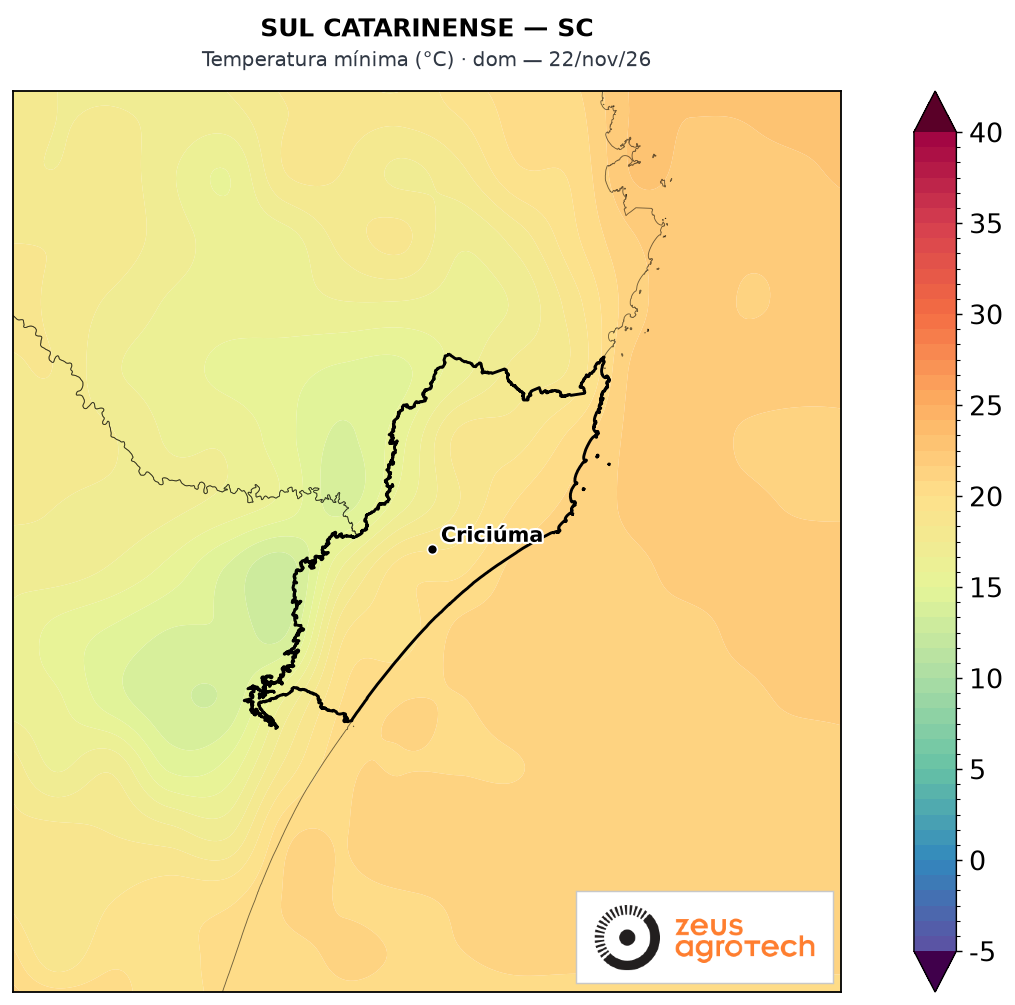 SUL CATARINENSE — SC
Temperatura mínima (°C) · dom — 22/nov/26
Criciúma
40
35
30
25
20
15
10
5
0
-5
zeus
agrotech